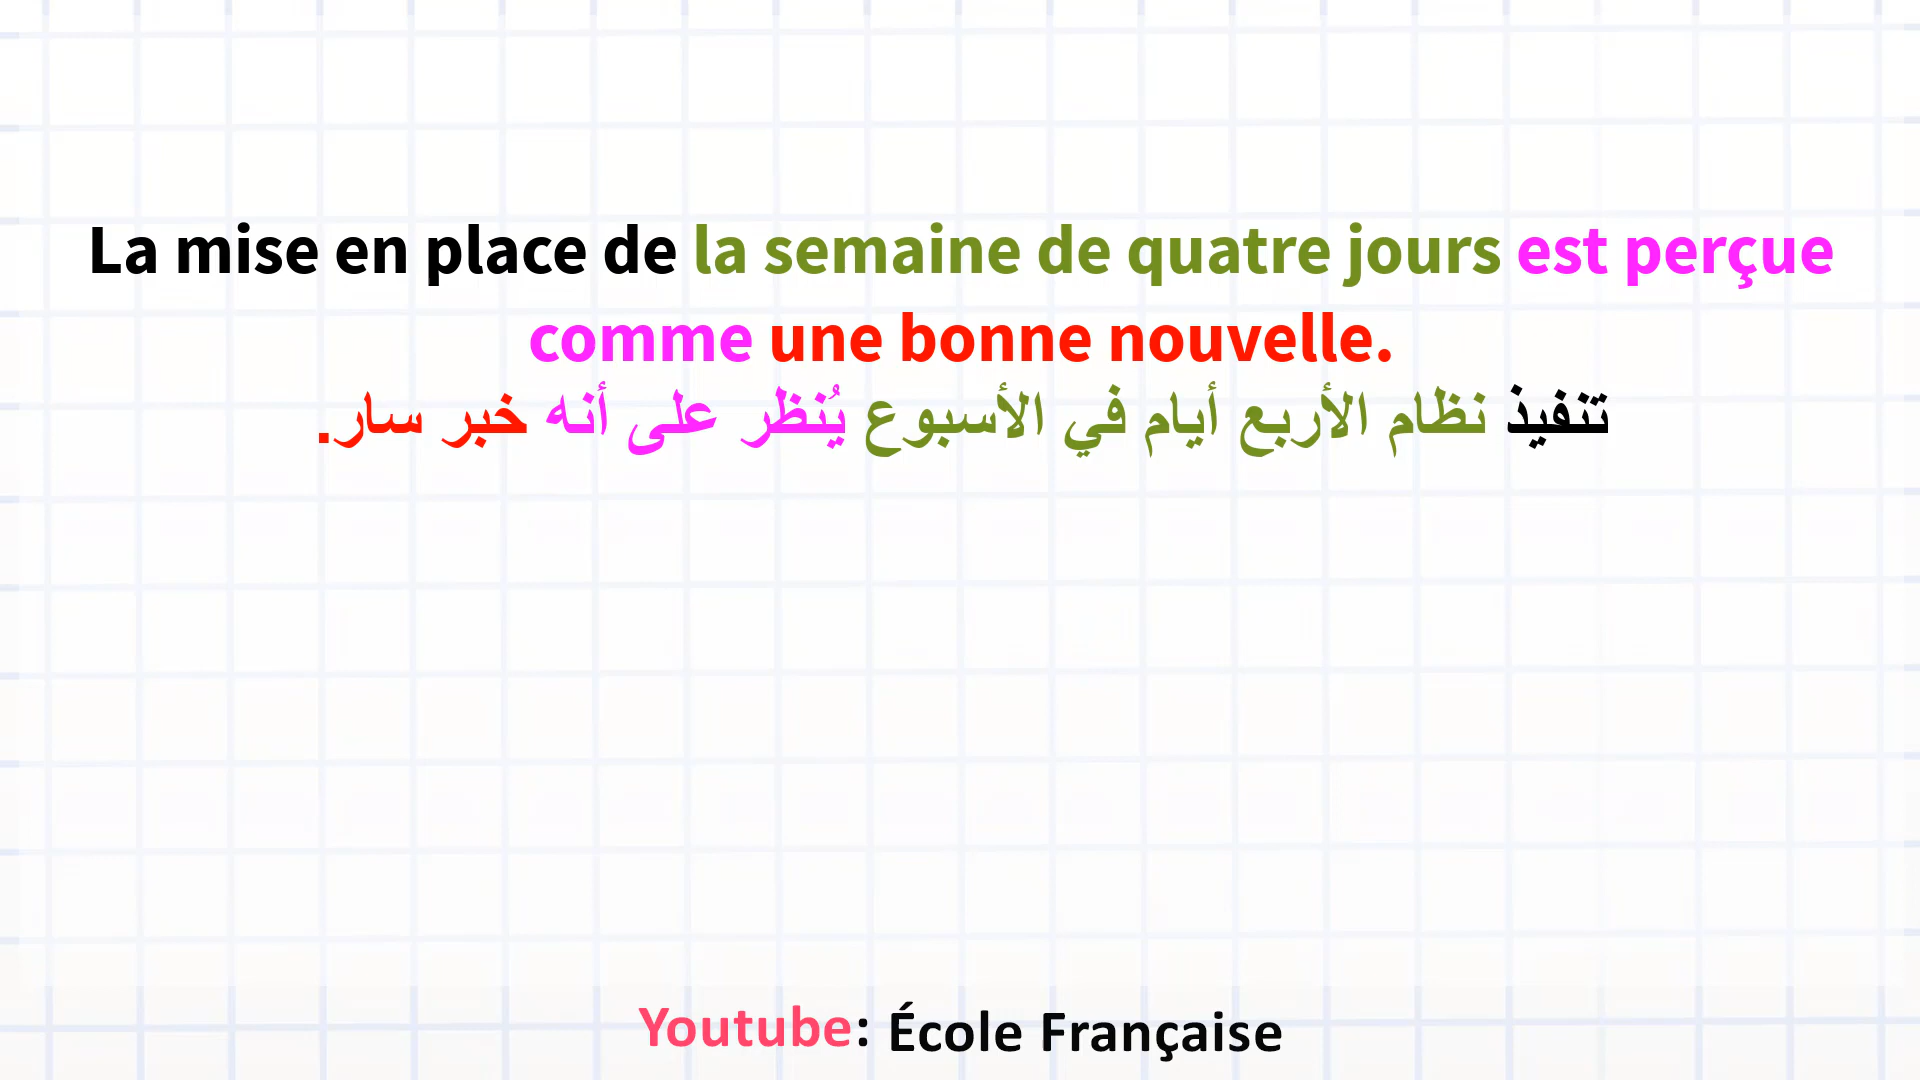 La mise en place de la semaine de quatre jours est perçue
comme une bonne nouvelle.
تنفيذ نظام الأربع أيام في الأسبوع يُنظر على أنه خبر سار.
Youtube: École Française